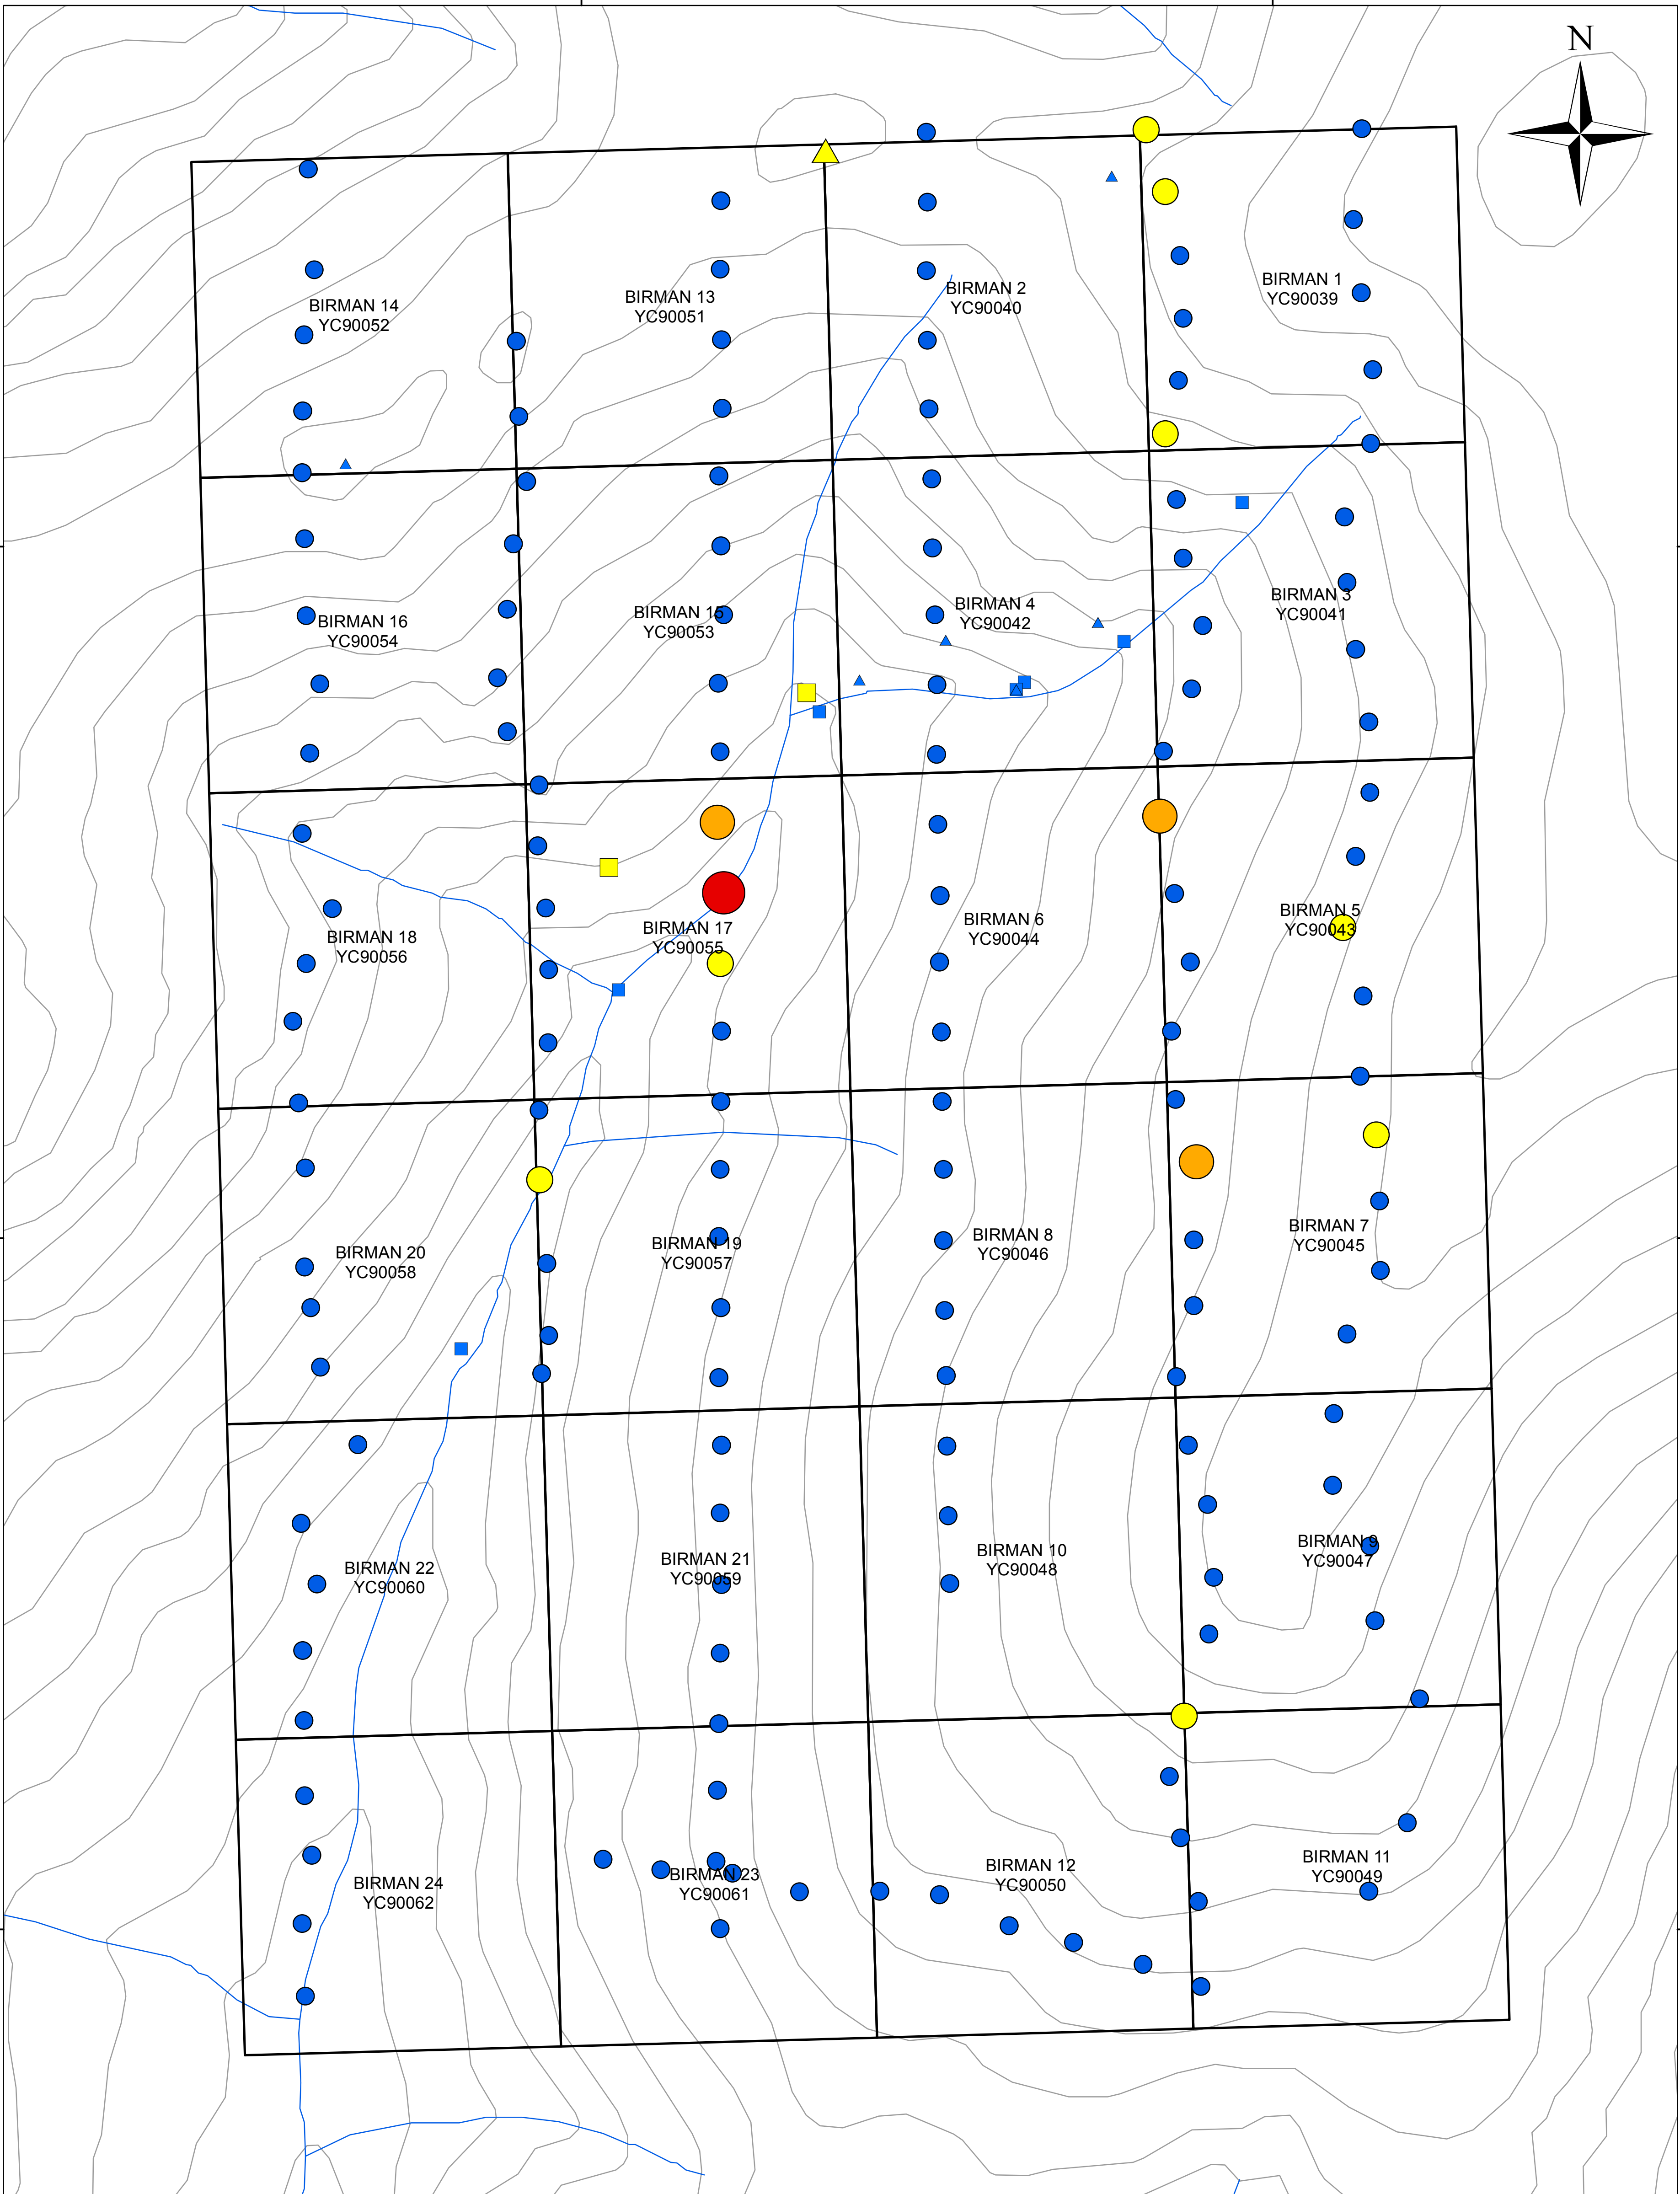 N
BIRMAN 14
YC90052
BIRMAN 13
YC90051
BIRMAN 2
YC90040
BIRMAN 1
YC90039
BIRMAN 16
YC90054
BIRMAN 15
YC90053
BIRMAN 4
YC90042
BIRMAN 3
YC90041
BIRMAN 18
YC90056
BIRMAN 17
YC90055
BIRMAN 6
YC90044
BIRMAN 5
YC90043
BIRMAN 20
YC90058
BIRMAN 19
YC90057
BIRMAN 8
YC90046
BIRMAN 7
YC90045
BIRMAN 22
YC90060
BIRMAN 21
YC90059
BIRMAN 10
YC90048
BIRMAN 9
YC90047
BIRMAN 24
YC90062
BIRMAN 23
YC90061
BIRMAN 12
YC90050
BIRMAN 11
YC90049